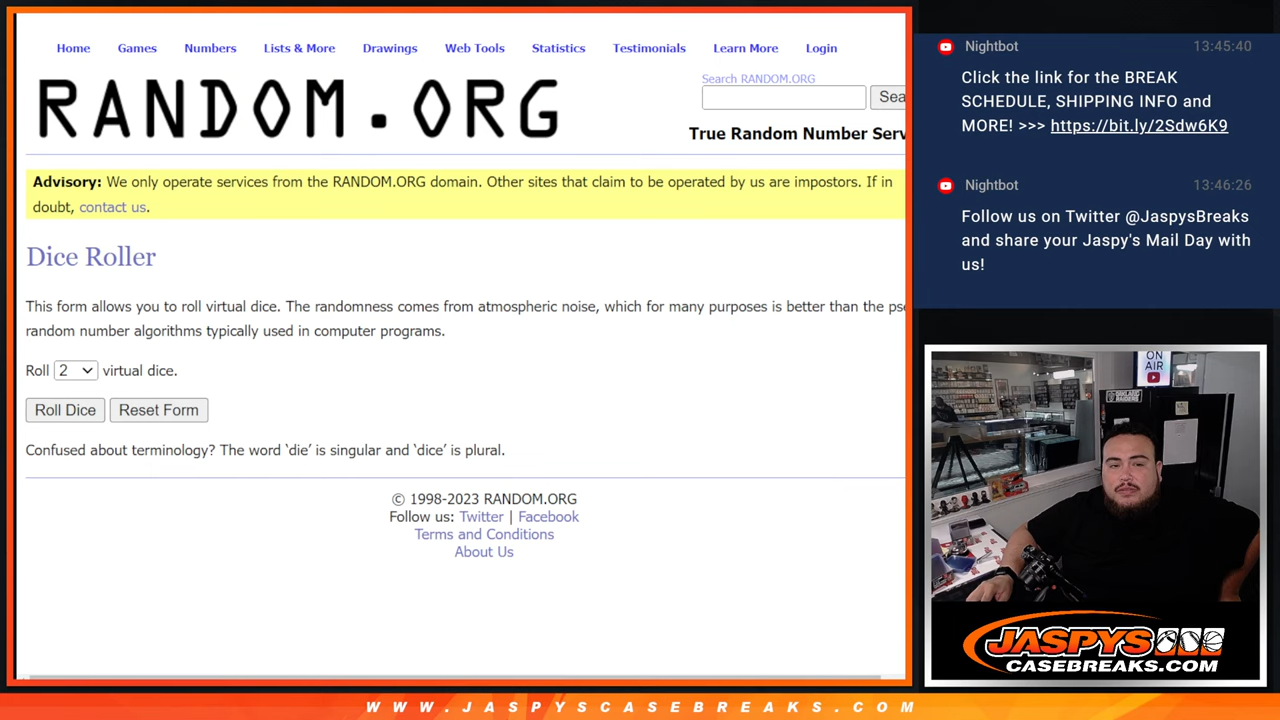 Home Games Numbers Lists & More Drawings Web Tools Statistics Testimonials Learn More Login
RANDOM.ORG
Search RANDOM.ORG
Sea
True Random Number Serv
Advisory: We only operate services from the RANDOM.ORG domain. Other sites that claim to be operated by us are impostors. If in
doubt, contact us.
Dice Roller
This form allows you to roll virtual dice. The randomness comes from atmospheric noise, which for many purposes is better than the pse
random number algorithms typically used in computer programs.
Roll 2 virtual dice.
Roll Dice Reset Form
Confused about terminology? The word ‘die’ is singular and ‘dice’ is plural.
© 1998-2023 RANDOM.ORG
Follow us: Twitter | Facebook
Terms and Conditions
About Us
Nightbot 13:45:40
Click the link for the BREAK
SCHEDULE, SHIPPING INFO and
MORE! >>> https://bit.ly/2Sdw6K9
Nightbot 13:46:26
Follow us on Twitter @JaspysBreaks
and share your Jaspy's Mail Day with
us!
ON
AIR
OAKLAND
RAIDERS
JASPYS
CASEBREAKS.COM
WWW.JASPYSCASEBREAKS.COM